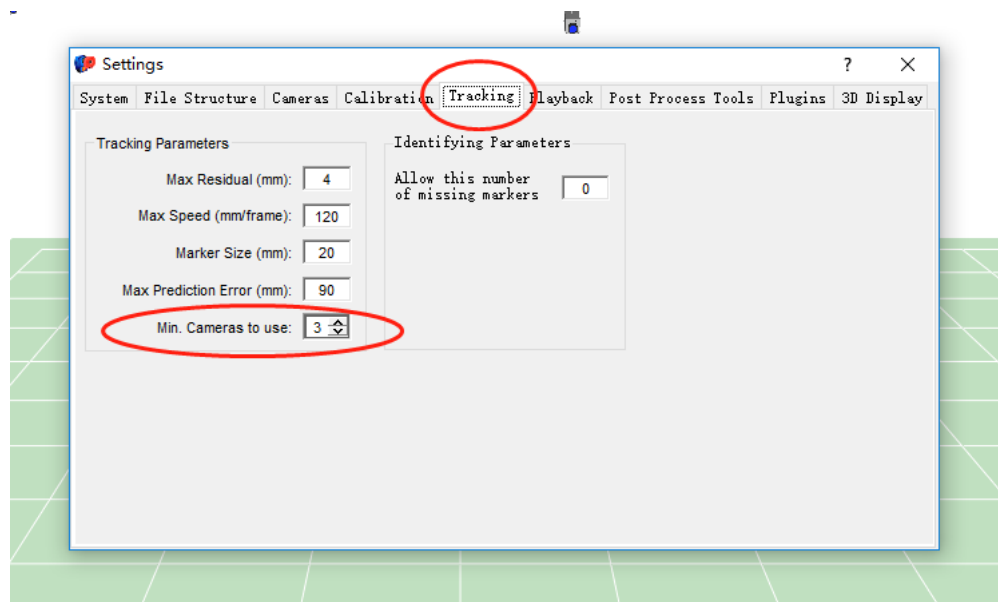 Settings
?
System File Structure Cameras Calibration Tracking Playback Post Process Tools Plugins 3D Display
Tracking Parameters
Max Residual (mm): 4
Max Speed (mm/frame): 120
Marker Size (mm): 20
Max Prediction Error (mm): 90
Min. Cameras to use: 3
Identifying Parameters
Allow this number
of missing markers 0